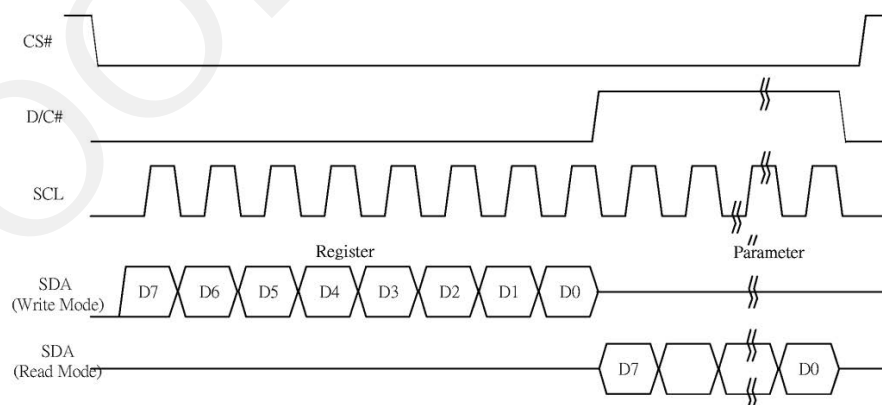 CS#
D/C#
SCL
Register
Parameter
SDA
(Write Mode)
D7 D6 D5 D4 D3 D2 D1 D0
SDA
(Read Mode)
D7 D0